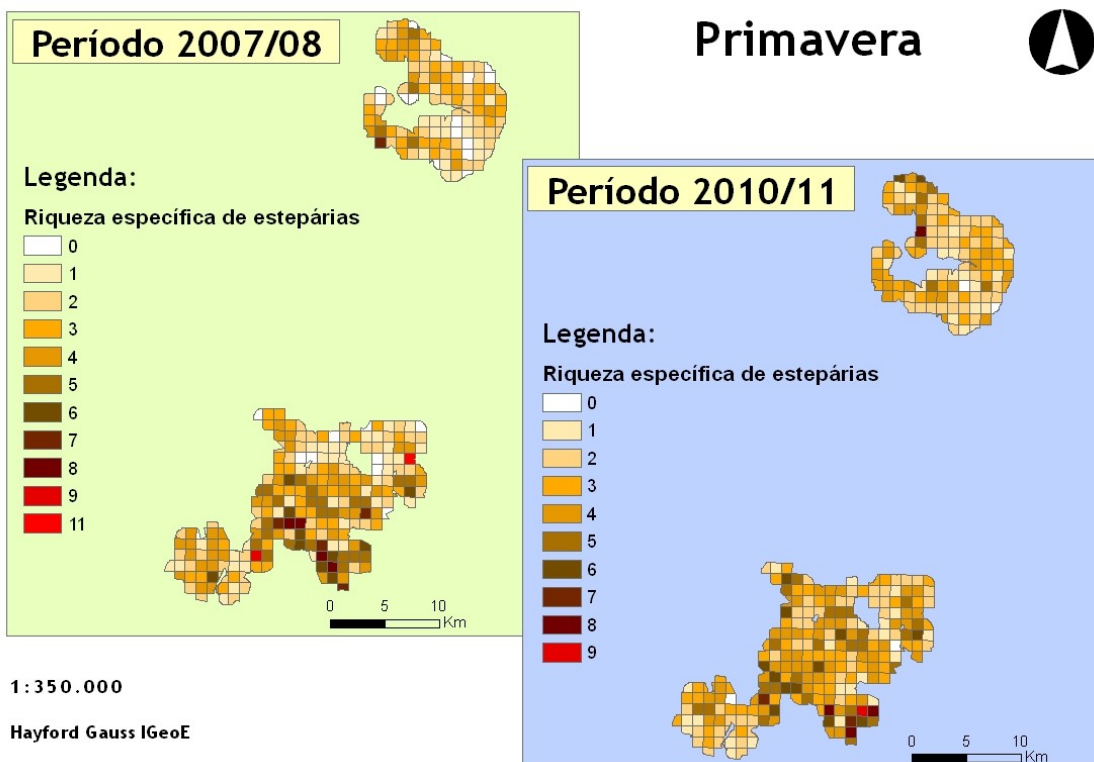 Período 2007/08
Primavera
Legenda:
Riqueza específica de estepárias
0
1
2
3
4
5
6
7
8
9
11
0 5 10
Km
Período 2010/11
Legenda:
Riqueza específica de estepárias
0
1
2
3
4
5
6
7
8
9
0 5 10
Km
1:350.000
Hayford Gauss IGeoE